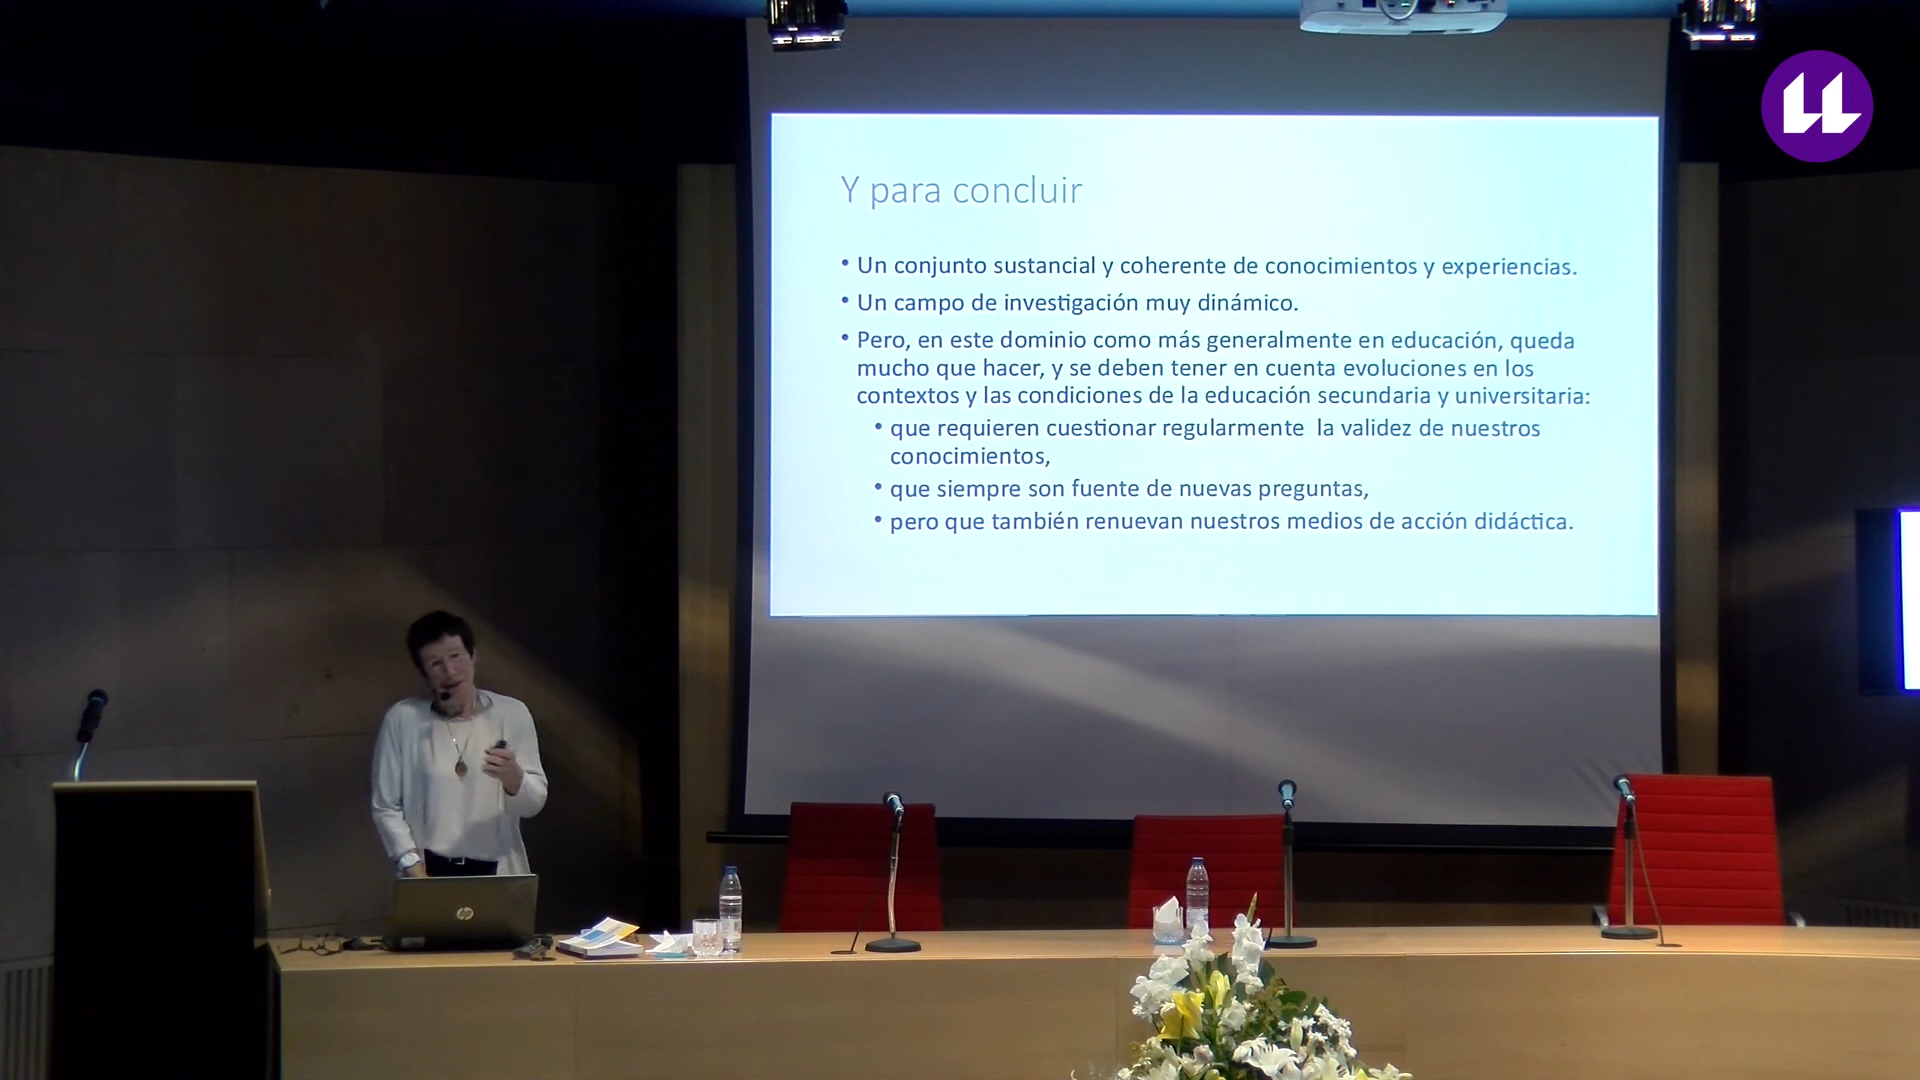 Y para concluir
• Un conjunto sustancial y coherente de conocimientos y experiencias.
• Un campo de investigación muy dinámico.
• Pero, en este dominio como más generalmente en educación, queda
mucho que hacer, y se deben tener en cuenta evoluciones en los
contextos y las condiciones de la educación secundaria y universitaria:
• que requieren cuestionar regularmente la validez de nuestros
conocimientos,
• que siempre son fuente de nuevas preguntas,
• pero que también renuevan nuestros medios de acción didáctica.
hp